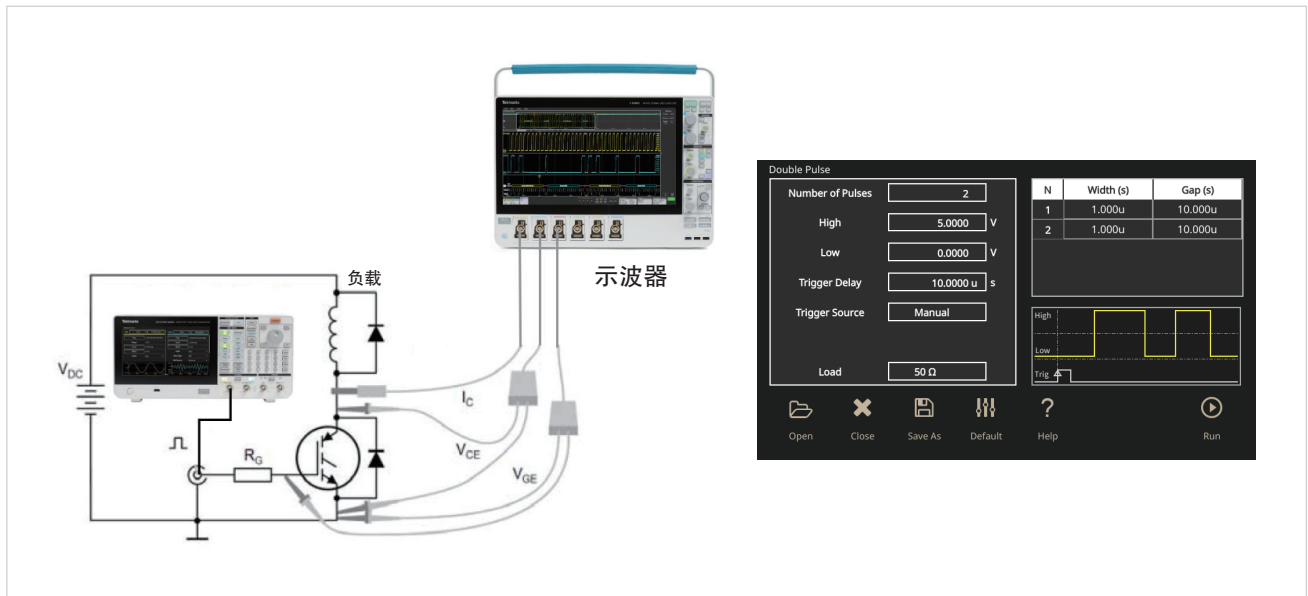 Tektronix
示波器
负载
Tektronix
V_DC
R_G
I_C
V_CE
V_GE
Double Pulse
Number of Pulses 2
High 5.0000 V
Low 0.0000 V
Trigger Delay 10.0000 u s
Trigger Source Manual
Load 50 Ω
N Width (s) Gap (s)
1 1.000u 10.000u
2 1.000u 10.000u
High
Low
Trig
Open Close Save As Default Help Run